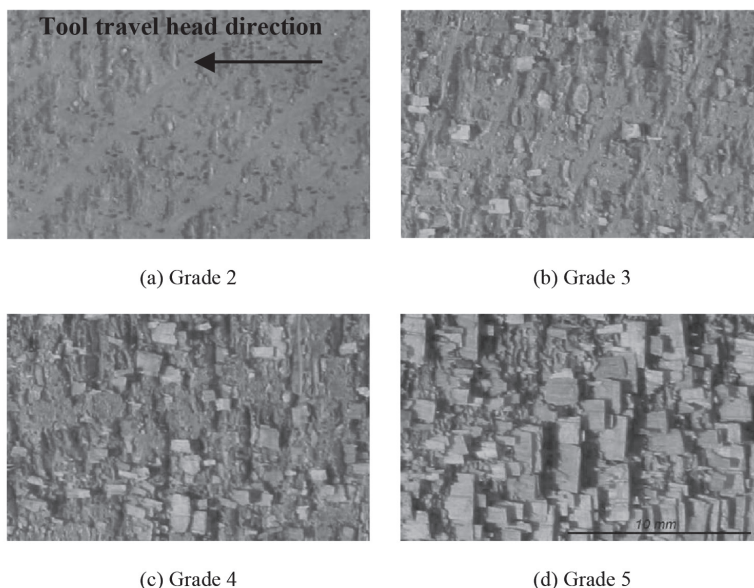 Tool travel head direction
(a) Grade 2
(b) Grade 3
(c) Grade 4
(d) Grade 5
10 mm